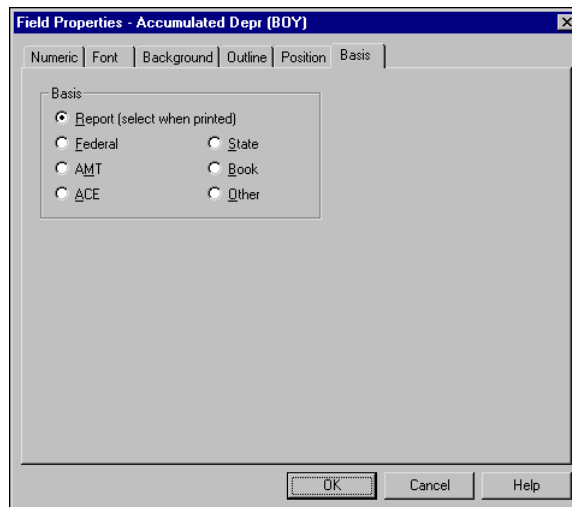 Field Properties - Accumulated Depr (BOY)
Numeric Font Background Outline Position Basis
Basis
Report (select when printed)
Federal State
AMT Book
ACE Other
OK Cancel Help